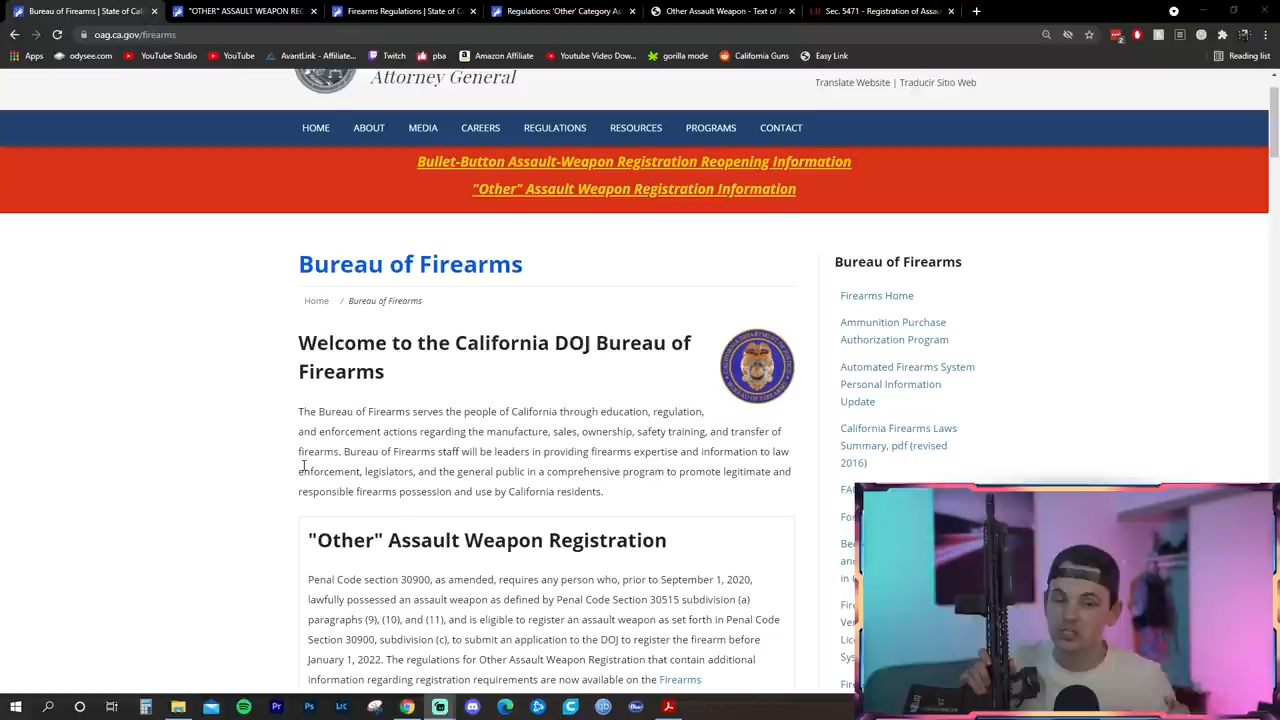 Bureau of Firearms | State of Cali
"OTHER" ASSAULT WEAPON REG
Firearms Regulations | State of C
Regulations: 'Other' Category As
Other Assault Weapon - Text of A
Sec. 5471 - Registration of Assau
oag.ca.gov/firearms
Apps
odysee.com
YouTube Studio
YouTube
AvantLink - Affiliate...
Twitch
pba
Amazon Affiliate
Youtube Video Dow...
gorilla mode
California Guns
Easy Link
Reading list
Attorney General
Translate Website | Traducir Sitio Web
HOME
ABOUT
MEDIA
CAREERS
REGULATIONS
RESOURCES
PROGRAMS
CONTACT
Bullet-Button Assault-Weapon Registration Reopening Information
"Other" Assault Weapon Registration Information
Bureau of Firearms
Home / Bureau of Firearms
Welcome to the California DOJ Bureau of
Firearms
The Bureau of Firearms serves the people of California through education, regulation,
and enforcement actions regarding the manufacture, sales, ownership, safety training, and transfer of
firearms. Bureau of Firearms staff will be leaders in providing firearms expertise and information to law
enforcement, legislators, and the general public in a comprehensive program to promote legitimate and
responsible firearms possession and use by California residents.
"Other" Assault Weapon Registration
Penal Code section 30900, as amended, requires any person who, prior to September 1, 2020,
lawfully possessed an assault weapon as defined by Penal Code Section 30515 subdivision (a)
paragraphs (9), (10), and (11), and is eligible to register an assault weapon as set forth in Penal Code
Section 30900, subdivision (c), to submit an application to the DOJ to register the firearm before
January 1, 2022. The regulations for Other Assault Weapon Registration that contain additional
information regarding registration requirements are now available on the Firearms
Bureau of Firearms
Firearms Home
Ammunition Purchase
Authorization Program
Automated Firearms System
Personal Information
Update
California Firearms Laws
Summary, pdf (revised
2016)